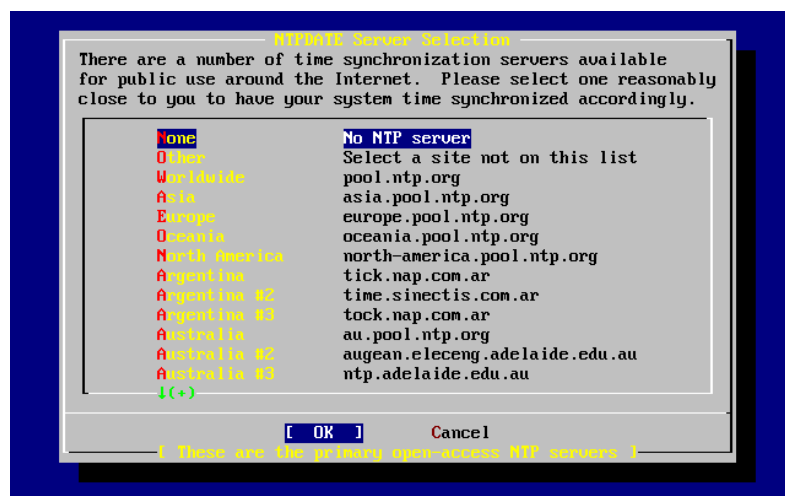 NTPDATE Server Selection
There are a number of time synchronization servers available
for public use around the Internet.  Please select one reasonably
close to you to have your system time synchronized accordingly.
None No NTP server
Other Select a site not on this list
Worldwide pool.ntp.org
Asia asia.pool.ntp.org
Europe europe.pool.ntp.org
Oceania oceania.pool.ntp.org
North America north-america.pool.ntp.org
Argentina tick.nap.com.ar
Argentina #2 time.sinectis.com.ar
Argentina #3 tock.nap.com.ar
Australia au.pool.ntp.org
Australia #2 augean.eleceng.adelaide.edu.au
Australia #3 ntp.adelaide.edu.au
↓(+)
[ OK ] Cancel
[ These are the primary open-access NTP servers ]